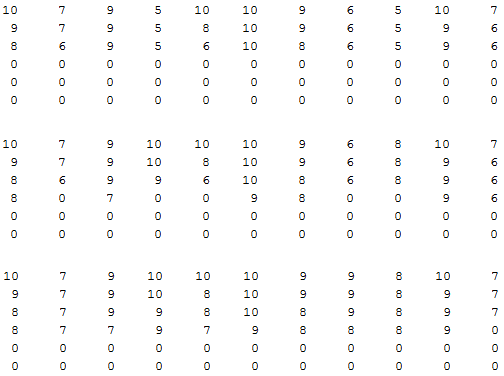 10 7 9 5 10 10 9 6 5 10 7
9 7 9 5 8 10 9 6 5 9 6
8 6 9 5 6 10 8 6 5 9 6
0 0 0 0 0 0 0 0 0 0 0
0 0 0 0 0 0 0 0 0 0 0
0 0 0 0 0 0 0 0 0 0 0
10 7 9 10 10 10 9 6 8 10 7
9 7 9 10 8 10 9 6 8 9 6
8 6 9 9 6 10 8 6 8 9 6
8 0 7 0 0 9 8 0 0 9 6
0 0 0 0 0 0 0 0 0 0 0
0 0 0 0 0 0 0 0 0 0 0
10 7 9 10 10 10 9 9 8 10 7
9 7 9 10 8 10 9 9 8 9 7
8 7 9 9 8 10 8 9 8 9 7
8 7 7 9 7 9 8 8 8 9 0
0 0 0 0 0 0 0 0 0 0 0
0 0 0 0 0 0 0 0 0 0 0